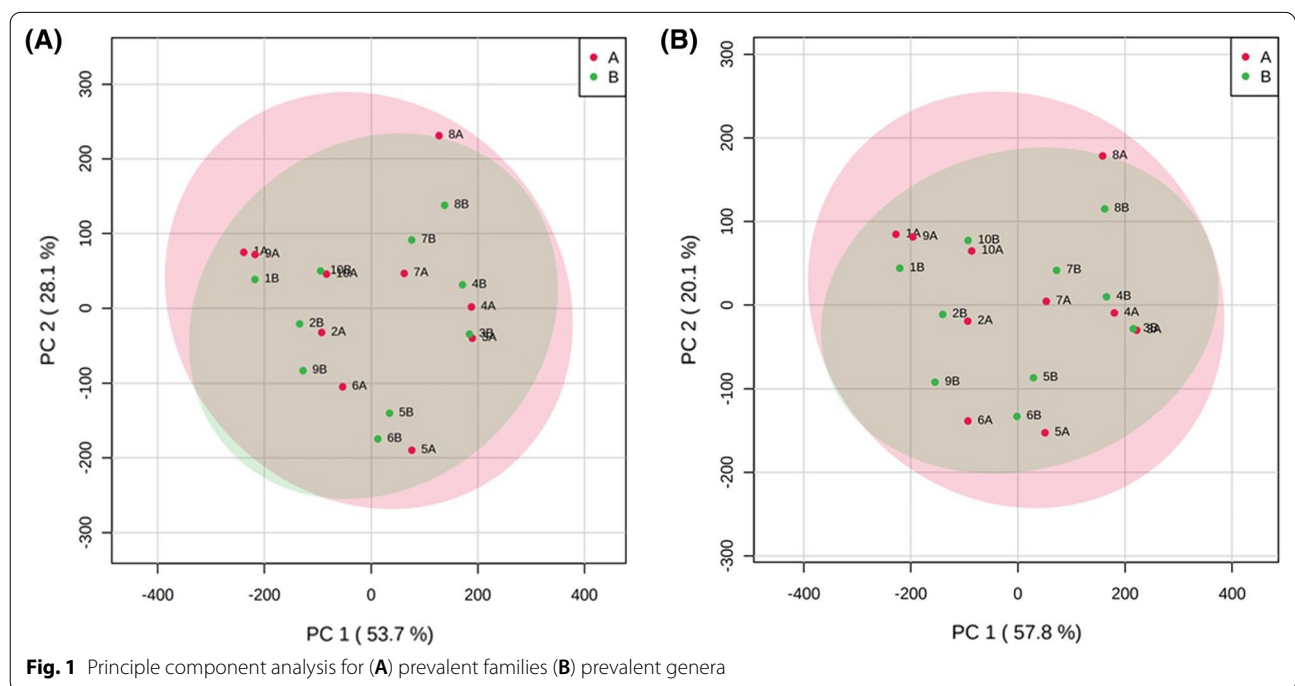 (A)
A
B
300
200
100
0
-100
-200
-300
PC 2 ( 28.1 %)
8A
8B
7B
1A
9A
1B
10B
10A
7A
4B
4A
2B
2A
3B
3A
9B
6A
5B
6B
5A
-400
-200
0
200
400
PC 1 ( 53.7 %)
(B)
A
B
300
200
100
0
-100
-200
-300
PC 2 ( 20.1 %)
8A
8B
1A
9A
10B
10A
1B
7B
7A
4B
4A
2B
2A
3B
3A
9B
5B
6A
6B
5A
-400
-200
0
200
400
PC 1 ( 57.8 %)
Fig. 1 Principle component analysis for (A) prevalent families (B) prevalent genera